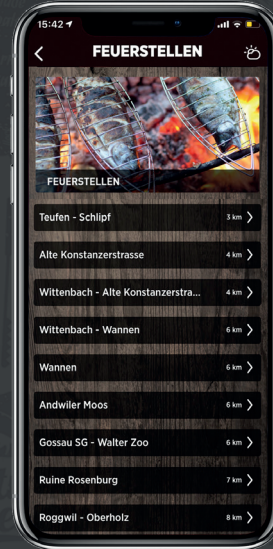 15:42
FEUERSTELLEN
FEUERSTELLEN
Teufen - Schlipf 3 km
Alte Konstanzerstrasse 4 km
Wittenbach - Alte Konstanzerstra... 4 km
Wittenbach - Wannen 6 km
Wannen 6 km
Andwiler Moos 6 km
Gossau SG - Walter Zoo 6 km
Ruine Rosenburg 7 km
Roggwil - Oberholz 8 km